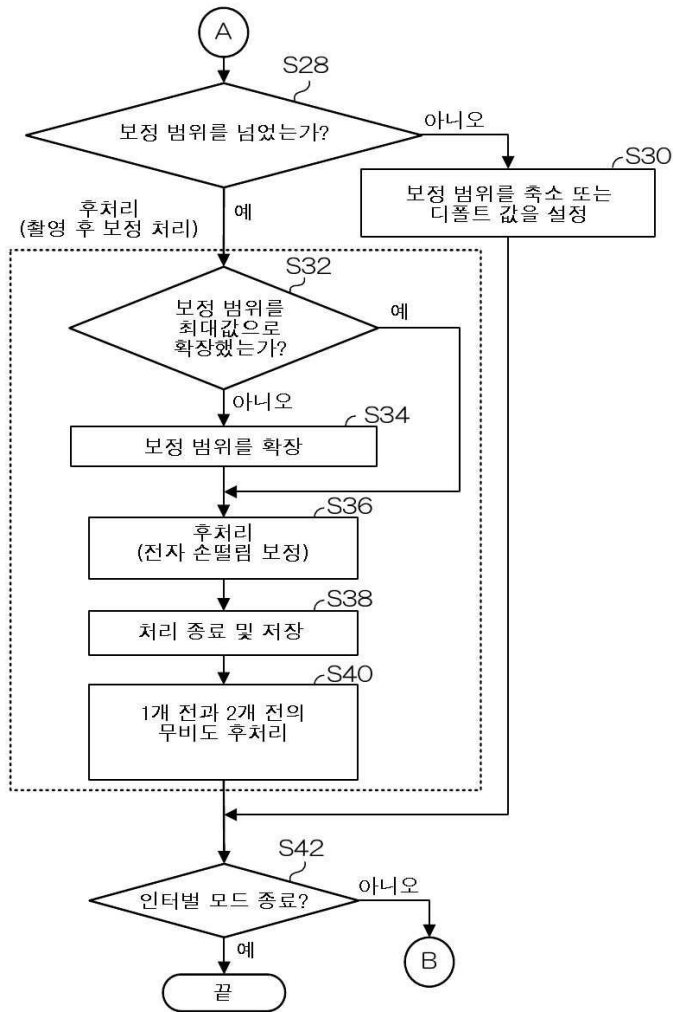 A
S28
보정 범위를 넘었는가?
아니오
S30
보정 범위를 축소 또는
디폴트 값을 설정
후처리
(촬영 후 보정 처리)
예
S32
보정 범위를
최대값으로
확장했는가?
예
아니오
S34
보정 범위를 확장
S36
후처리
(전자 손떨림 보정)
S38
처리 종료 및 저장
S40
1개 전과 2개 전의
무비도 후처리
S42
인터벌 모드 종료?
아니오
예
B
끝